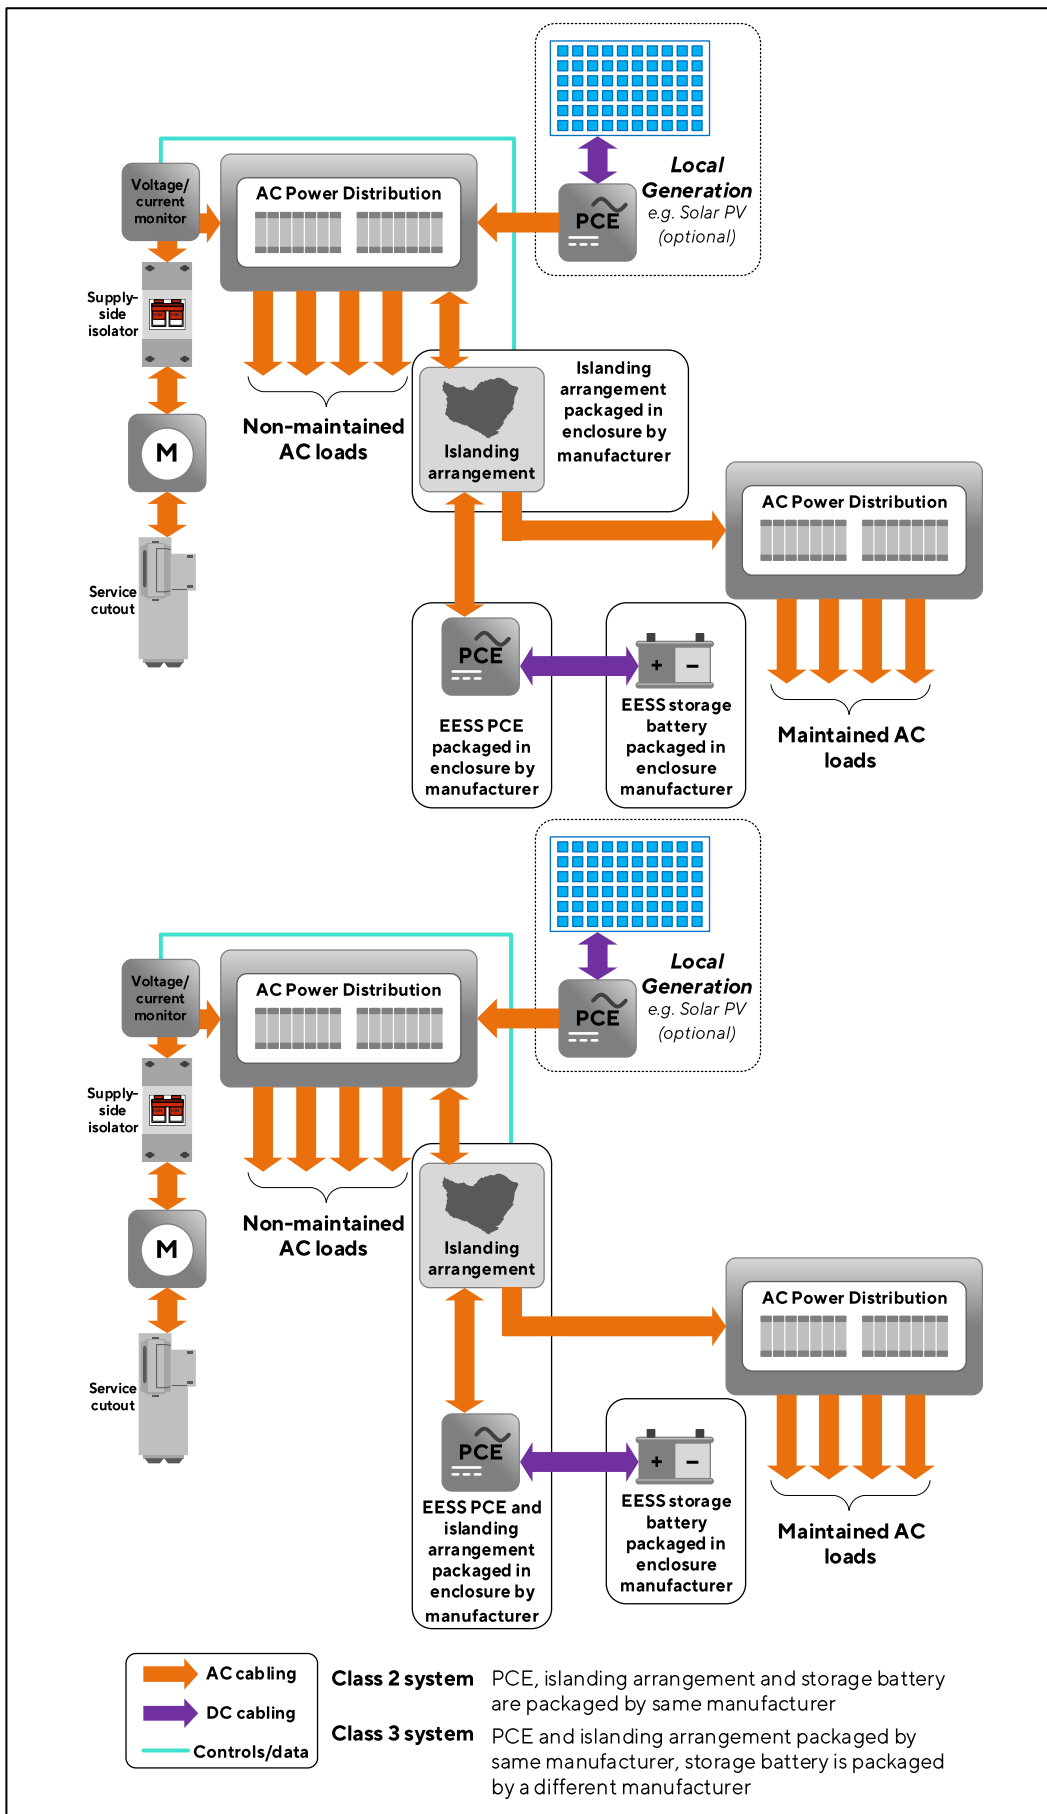 Local
Generation
e.g. Solar PV
(optional)
PCE
Voltage/
current
monitor
AC Power Distribution
Supply-
side
isolator
Non-maintained
AC loads
M
Service
cutout
Islanding
arrangement
Islanding
arrangement
packaged in
enclosure by
manufacturer
AC Power Distribution
Maintained AC
loads
PCE
EESS PCE
packaged in
enclosure by
manufacturer
+ −
EESS storage
battery
packaged in
enclosure
manufacturer
Local
Generation
e.g. Solar PV
(optional)
PCE
Voltage/
current
monitor
AC Power Distribution
Supply-
side
isolator
Non-maintained
AC loads
M
Service
cutout
Islanding
arrangement
AC Power Distribution
Maintained AC
loads
PCE
EESS PCE and
islanding
arrangement
packaged in
enclosure by
manufacturer
+ −
EESS storage
battery
packaged in
enclosure
manufacturer
AC cabling
DC cabling
Controls/data
Class 2 system PCE, islanding arrangement and storage battery
are packaged by same manufacturer
Class 3 system PCE and islanding arrangement packaged by
same manufacturer, storage battery is packaged
by a different manufacturer